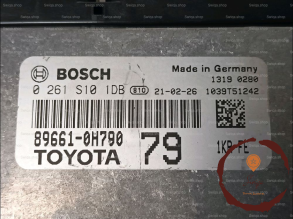 BOSCH
Made in Germany
1319 0280
0 261 S10 1DB 810 21-02-26 1039T51242
89661-0H790
TOYOTA
79
1KR-FE